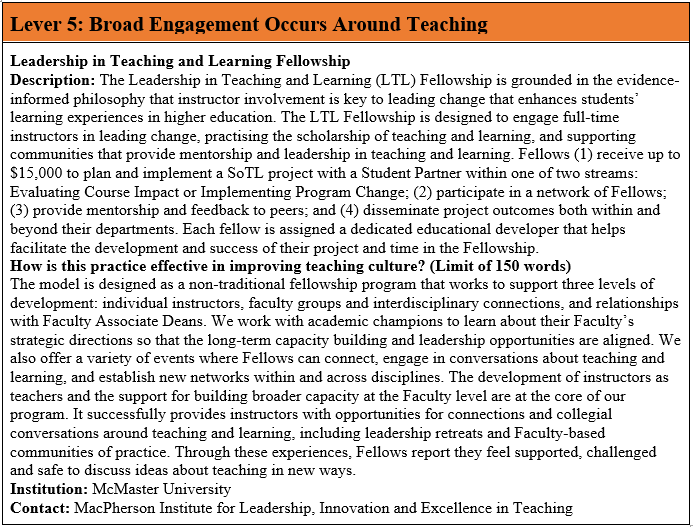 Lever 5: Broad Engagement Occurs Around Teaching
Leadership in Teaching and Learning Fellowship
Description: The Leadership in Teaching and Learning (LTL) Fellowship is grounded in the evidence-
informed philosophy that instructor involvement is key to leading change that enhances students’
learning experiences in higher education. The LTL Fellowship is designed to engage full-time
instructors in leading change, practising the scholarship of teaching and learning, and supporting
communities that provide mentorship and leadership in teaching and learning. Fellows (1) receive up to
$15,000 to plan and implement a SoTL project with a Student Partner within one of two streams:
Evaluating Course Impact or Implementing Program Change; (2) participate in a network of Fellows;
(3) provide mentorship and feedback to peers; and (4) disseminate project outcomes both within and
beyond their departments. Each fellow is assigned a dedicated educational developer that helps
facilitate the development and success of their project and time in the Fellowship.
How is this practice effective in improving teaching culture? (Limit of 150 words)
The model is designed as a non-traditional fellowship program that works to support three levels of
development: individual instructors, faculty groups and interdisciplinary connections, and relationships
with Faculty Associate Deans. We work with academic champions to learn about their Faculty’s
strategic directions so that the long-term capacity building and leadership opportunities are aligned. We
also offer a variety of events where Fellows can connect, engage in conversations about teaching and
learning, and establish new networks within and across disciplines. The development of instructors as
teachers and the support for building broader capacity at the Faculty level are at the core of our
program. It successfully provides instructors with opportunities for connections and collegial
conversations around teaching and learning, including leadership retreats and Faculty-based
communities of practice. Through these experiences, Fellows report they feel supported, challenged
and safe to discuss ideas about teaching in new ways.
Institution: McMaster University
Contact: MacPherson Institute for Leadership, Innovation and Excellence in Teaching